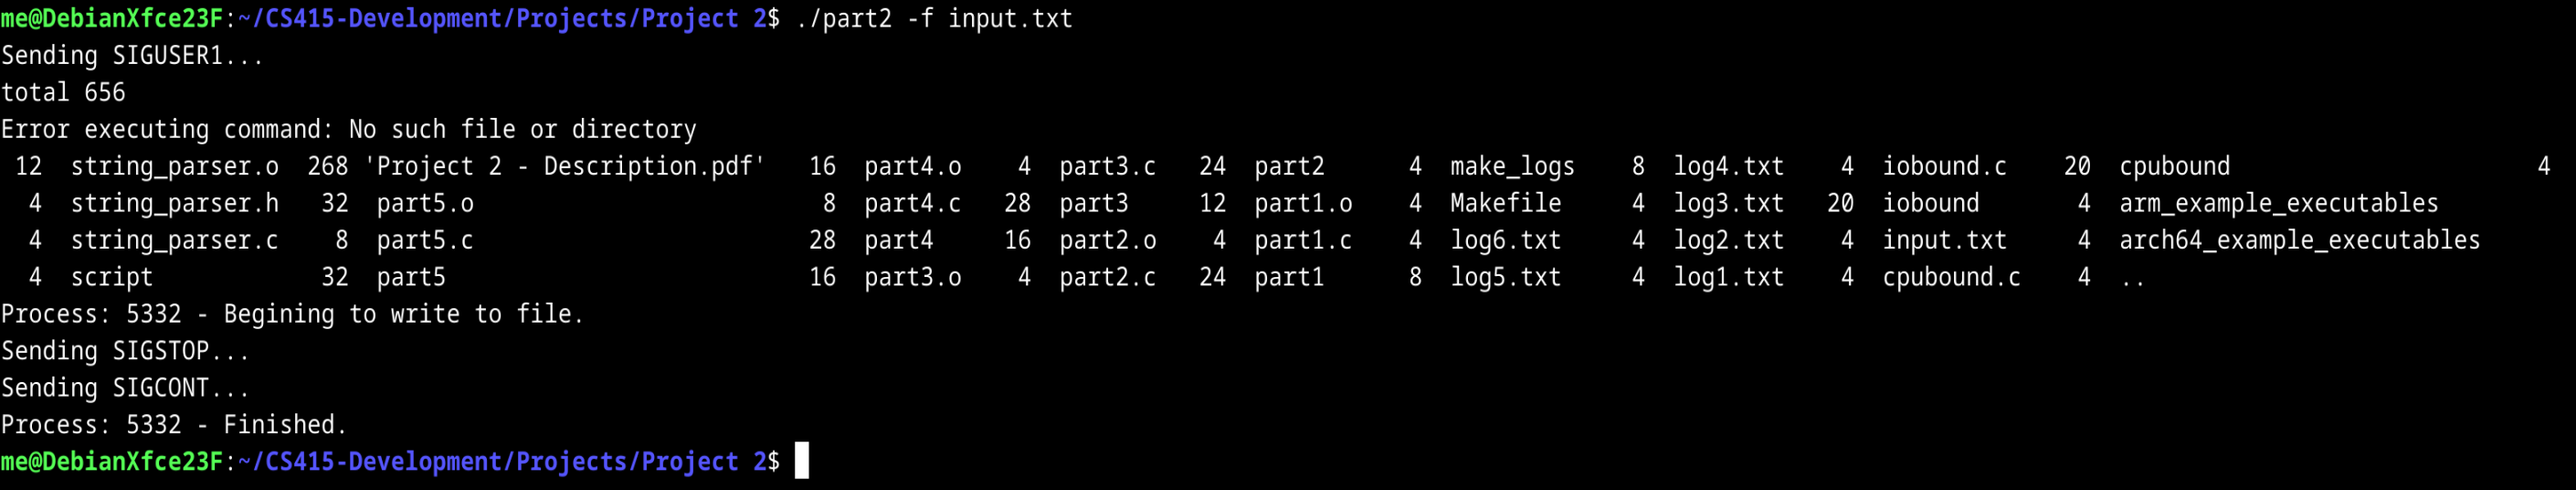 me@DebianXfce23F:~/CS415-Development/Projects/Project 2$ ./part2 -f input.txt
Sending SIGUSER1...
total 656
Error executing command: No such file or directory
 12  string_parser.o  268 'Project 2 - Description.pdf'   16  part4.o    4  part3.c   24  part2      4  make_logs    8  log4.txt    4  iobound.c    20  cpubound                      4
  4  string_parser.h   32  part5.o                         8  part4.c   28  part3     12  part1.o    4  Makefile     4  log3.txt   20  iobound       4  arm_example_executables
  4  string_parser.c    8  part5.c                        28  part4     16  part2.o    4  part1.c    4  log6.txt     4  log2.txt    4  input.txt     4  arch64_example_executables
  4  script            32  part5                          16  part3.o    4  part2.c   24  part1      8  log5.txt     4  log1.txt    4  cpubound.c    4  ..
Process: 5332 - Begining to write to file.
Sending SIGSTOP...
Sending SIGCONT...
Process: 5332 - Finished.
me@DebianXfce23F:~/CS415-Development/Projects/Project 2$